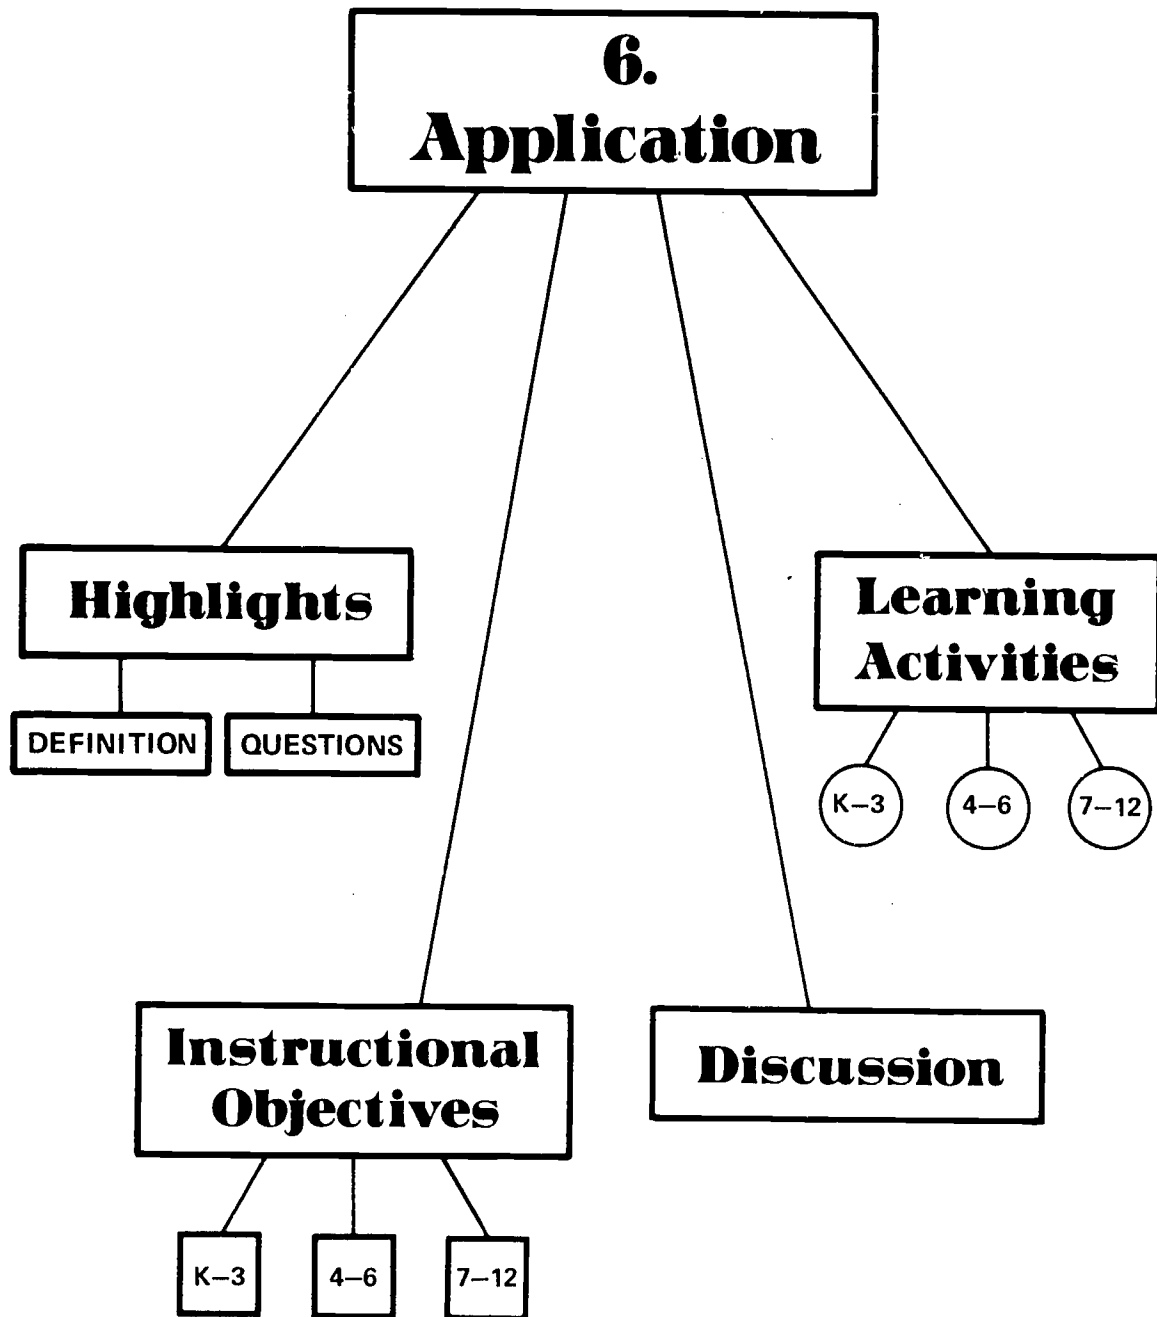 6.
Application
Highlights
DEFINITION
QUESTIONS
Learning
Activities
K–3
4–6
7–12
Instructional
Objectives
K–3
4–6
7–12
Discussion